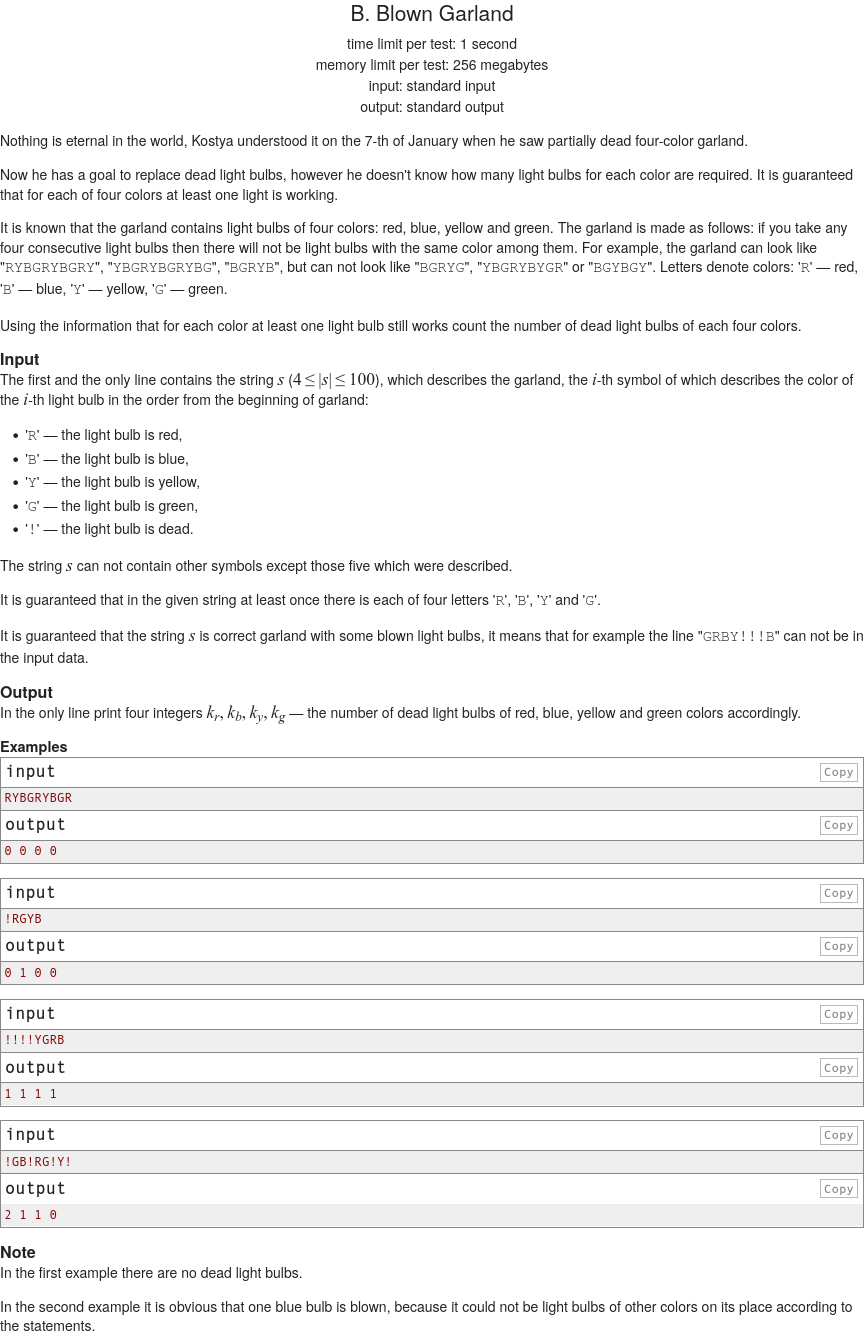 B. Blown Garland
time limit per test: 1 second
memory limit per test: 256 megabytes
input: standard input
output: standard output
Nothing is eternal in the world, Kostya understood it on the 7-th of January when he saw partially dead four-color garland.
Now he has a goal to replace dead light bulbs, however he doesn't know how many light bulbs for each color are required. It is guaranteed
that for each of four colors at least one light is working.
It is known that the garland contains light bulbs of four colors: red, blue, yellow and green. The garland is made as follows: if you take any
four consecutive light bulbs then there will not be light bulbs with the same color among them. For example, the garland can look like
"RYBGRYBGRY", "YBGRYBGRYBG", "BGRYB", but can not look like "BGRYG", "YBGRYBYGR" or "BGYBGY". Letters denote colors: 'R' — red,
'B' — blue, 'Y' — yellow, 'G' — green.
Using the information that for each color at least one light bulb still works count the number of dead light bulbs of each four colors.
Input
The first and the only line contains the string s (4 ≤ |s| ≤ 100), which describes the garland, the i-th symbol of which describes the color of
the i-th light bulb in the order from the beginning of garland:
• 'R' — the light bulb is red,
• 'B' — the light bulb is blue,
• 'Y' — the light bulb is yellow,
• 'G' — the light bulb is green,
• '!' — the light bulb is dead.
The string s can not contain other symbols except those five which were described.
It is guaranteed that in the given string at least once there is each of four letters 'R', 'B', 'Y' and 'G'.
It is guaranteed that the string s is correct garland with some blown light bulbs, it means that for example the line "GRBY!!!B" can not be in
the input data.
Output
In the only line print four integers kr, kb, ky, kg — the number of dead light bulbs of red, blue, yellow and green colors accordingly.
Examples
input Copy
RYBGRYBGR
output Copy
0 0 0 0
input Copy
!RGYB
output Copy
0 1 0 0
input Copy
!!!!YGRB
output Copy
1 1 1 1
input Copy
!GB!RG!Y!
output Copy
2 1 1 0
Note
In the first example there are no dead light bulbs.
In the second example it is obvious that one blue bulb is blown, because it could not be light bulbs of other colors on its place according to
the statements.